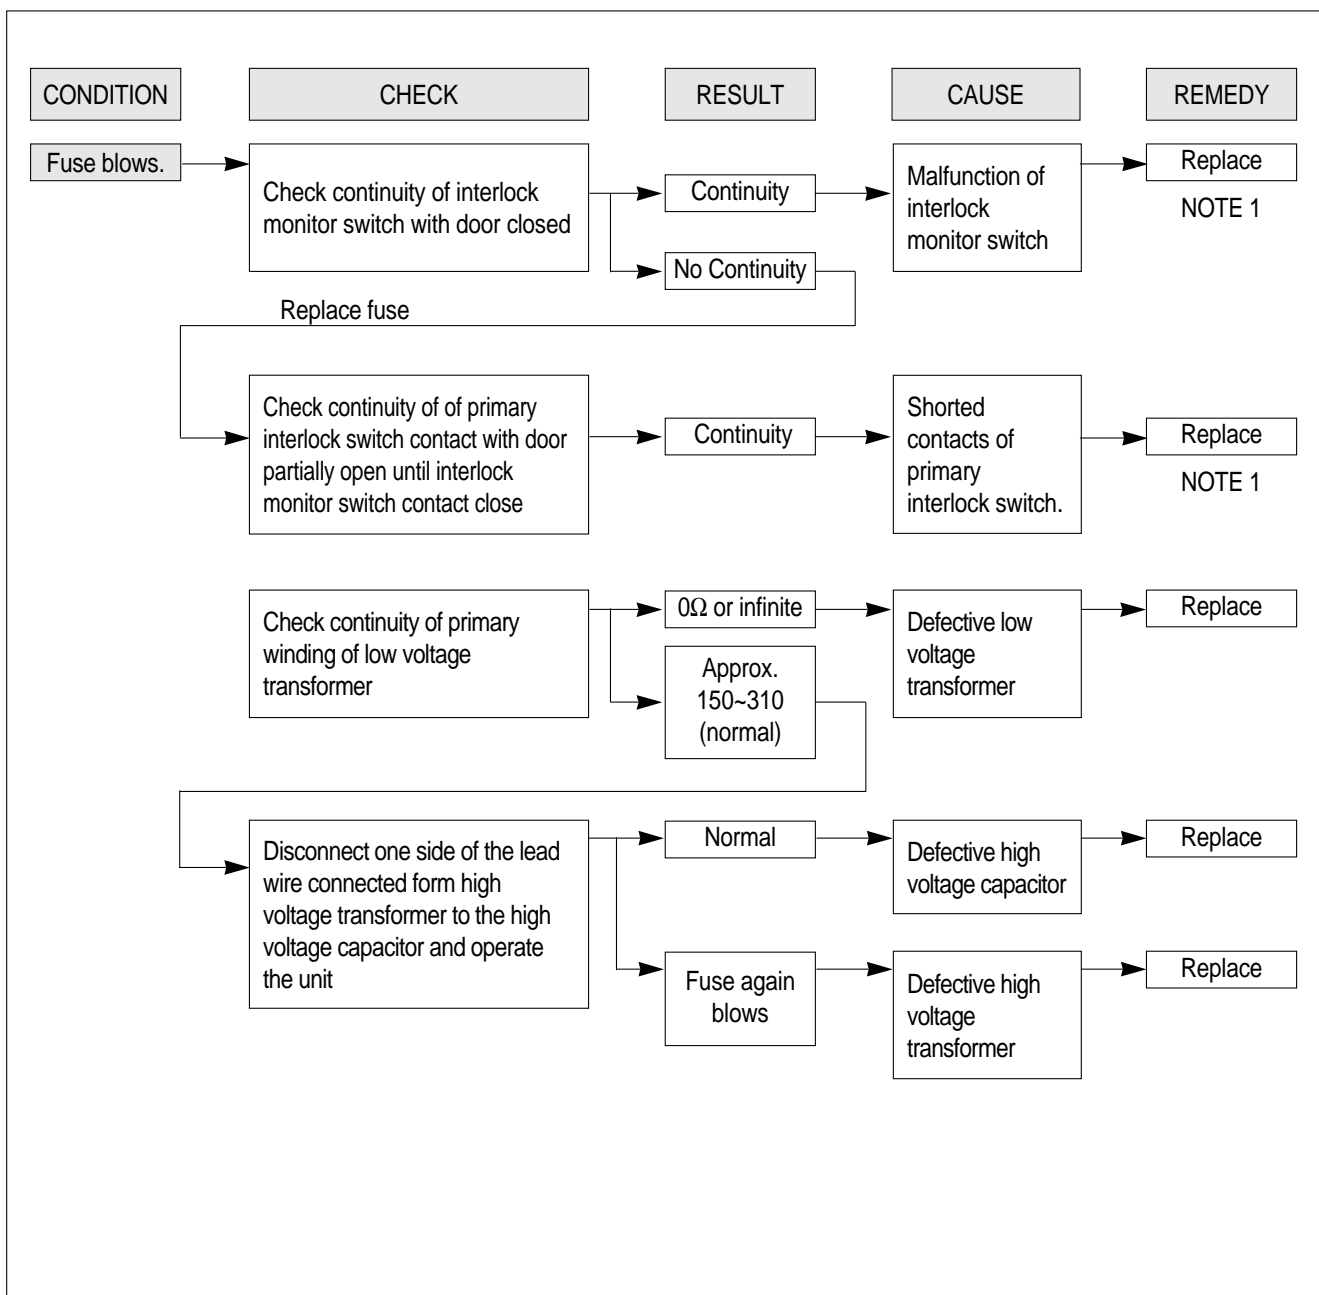 CONDITION
CHECK
RESULT
CAUSE
REMEDY
Fuse blows.
Check continuity of interlock
monitor switch with door closed
Continuity
Malfunction of
interlock
monitor switch
Replace
NOTE 1
No Continuity
Replace fuse
Check continuity of of primary
interlock switch contact with door
partially open until interlock
monitor switch contact close
Continuity
Shorted
contacts of
primary
interlock switch.
Replace
NOTE 1
Check continuity of primary
winding of low voltage
transformer
0Ω or infinite
Defective low
voltage
transformer
Replace
Approx.
150~310
(normal)
Disconnect one side of the lead
wire connected form high
voltage transformer to the high
voltage capacitor and operate
the unit
Normal
Defective high
voltage capacitor
Replace
Fuse again
blows
Defective high
voltage
transformer
Replace